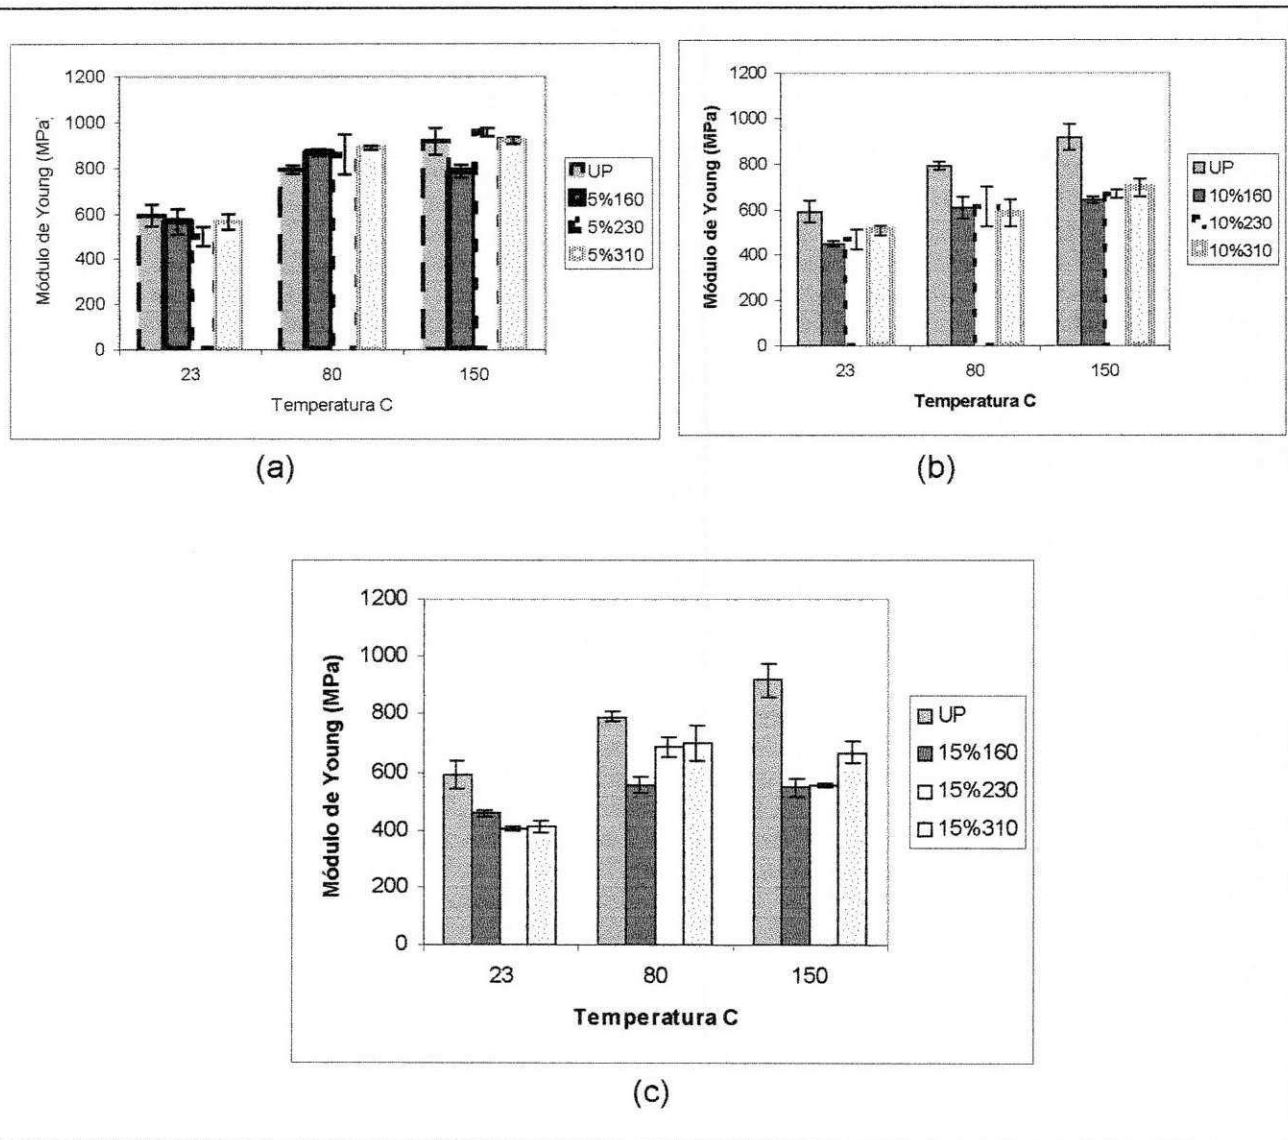 1200
1000
800
600
400
200
0
Módulo de Young (MPa)
23 80 150
Temperatura C
UP
5%160
5%230
5%310
(a)
1200
1000
800
600
400
200
0
Módulo de Young (MPa)
23 80 150
Temperatura C
UP
10%160
10%230
10%310
(b)
1200
1000
800
600
400
200
0
Módulo de Young (MPa)
23 80 150
Temperatura C
UP
15%160
15%230
15%310
(c)